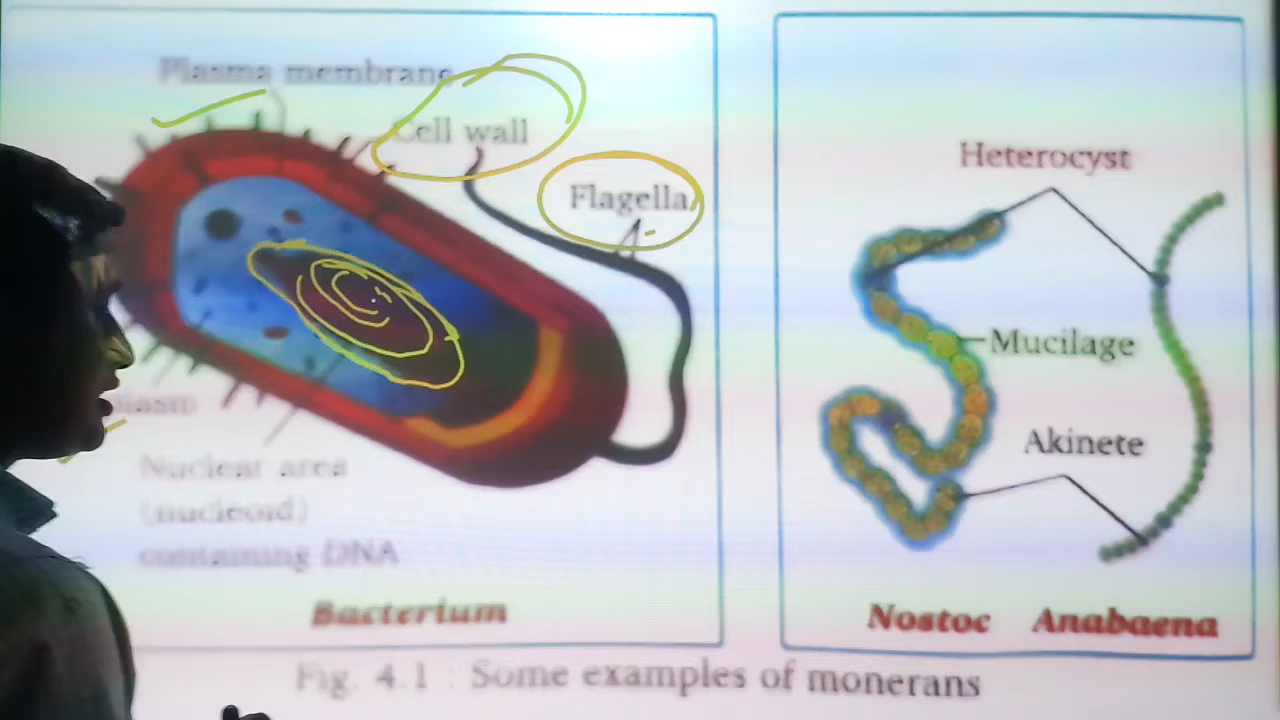 Plasma membrane
Cell wall
Flagella
Nuclear area
(nucleoid)
containing DNA
Bacterium
Heterocyst
Mucilage
Akinete
Nostoc Anabaena
Fig. 4.1 : Some examples of monerans